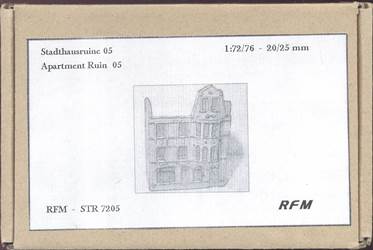 Stadthausruine 05
1:72/76 - 20/25 mm
Apartment Ruin 05
RFM - STR 7205
RFM